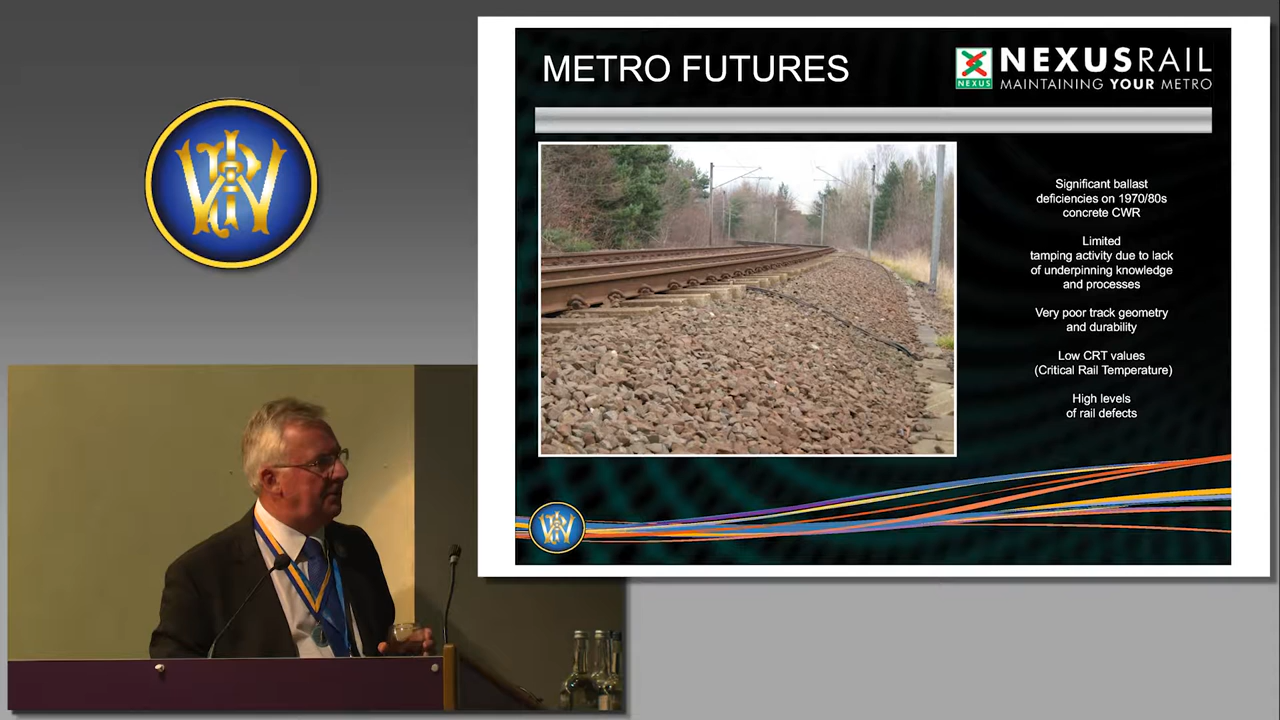 METRO FUTURES
NEXUS
NEXUSRAIL
MAINTAINING YOUR METRO
Significant ballast
deficiencies on 1970/80s
concrete CWR
Limited
tamping activity due to lack
of underpinning knowledge
and processes
Very poor track geometry
and durability
Low CRT values
(Critical Rail Temperature)
High levels
of rail defects